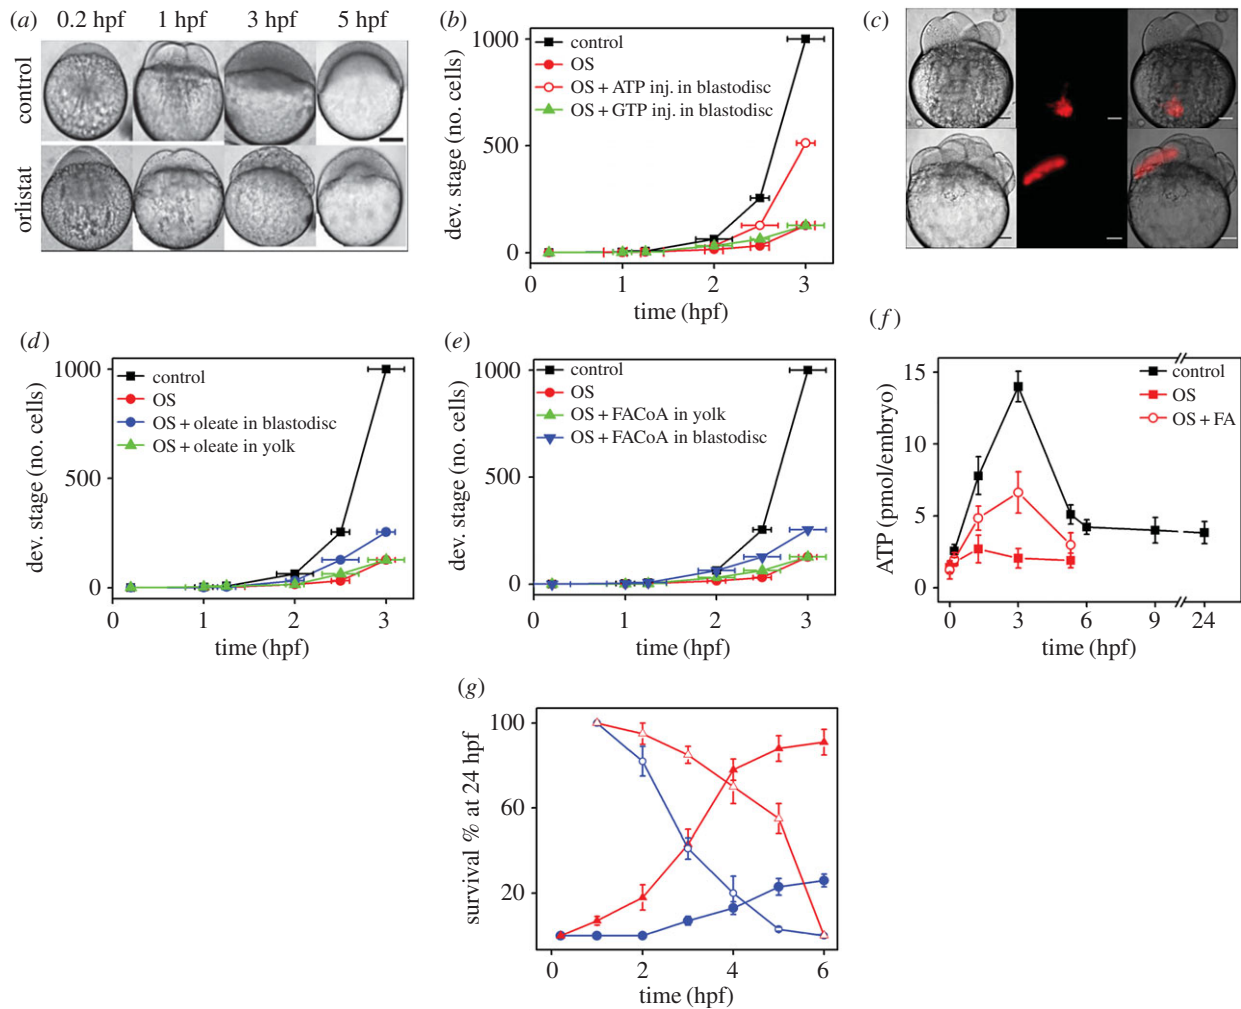 (a) 0.2 hpf 1 hpf 3 hpf 5 hpf
control
orlistat
(b)
dev. stage (no. cells)
1000
500
0
control
OS
OS + ATP inj. in blastodisc
OS + GTP inj. in blastodisc
0 1 2 3
time (hpf)
(c)
(d)
dev. stage (no. cells)
1000
500
0
control
OS
OS + oleate in blastodisc
OS + oleate in yolk
0 1 2 3
time (hpf)
(e)
dev. stage (no. cells)
1000
500
0
control
OS
OS + FACoA in yolk
OS + FACoA in blastodisc
0 1 2 3
time (hpf)
(f)
ATP (pmol/embryo)
15
10
5
0
control
OS
OS + FA
0 3 6 9 24
time (hpf)
(g)
survival % at 24 hpf
100
60
20
0 2 4 6
time (hpf)